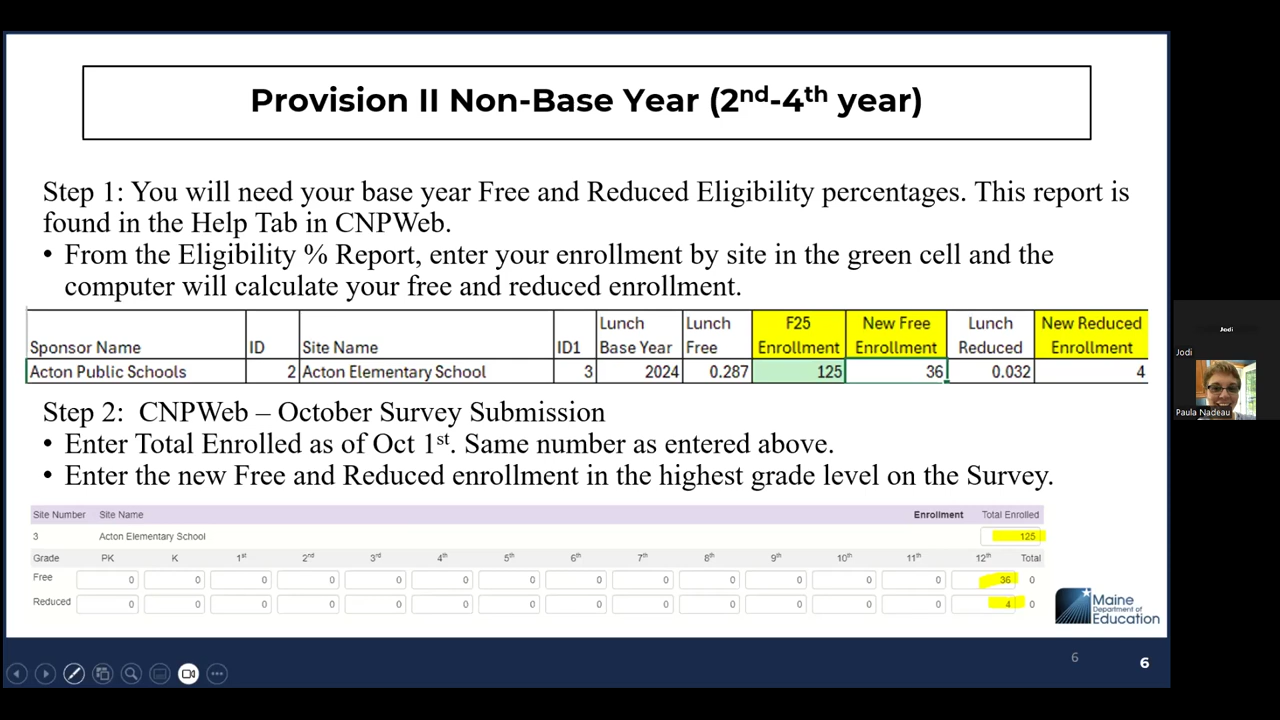 Provision II Non-Base Year (2nd-4th year)
Step 1: You will need your base year Free and Reduced Eligibility percentages. This report is
found in the Help Tab in CNPWeb.
• From the Eligibility % Report, enter your enrollment by site in the green cell and the
computer will calculate your free and reduced enrollment.
Lunch Lunch F25 New Free Lunch New Reduced
Sponsor Name ID Site Name ID1 Base Year Free Enrollment Enrollment Reduced Enrollment
Acton Public Schools 2 Acton Elementary School 3 2024 0.287 125 36 0.032 4
Step 2: CNPWeb – October Survey Submission
• Enter Total Enrolled as of Oct 1st. Same number as entered above.
• Enter the new Free and Reduced enrollment in the highest grade level on the Survey.
Site Number Site Name Enrollment Total Enrolled
3 Acton Elementary School 125
Grade PK K 1st 2nd 3rd 4th 5th 6th 7th 8th 9th 10th 11th 12th Total
Free 0 0 0 0 0 0 0 0 0 0 0 0 0 36 0
Reduced 0 0 0 0 0 0 0 0 0 0 0 0 0 4 0
Maine
Department of
Education
6
6
Jodi
Jodi
Paula Nadeau